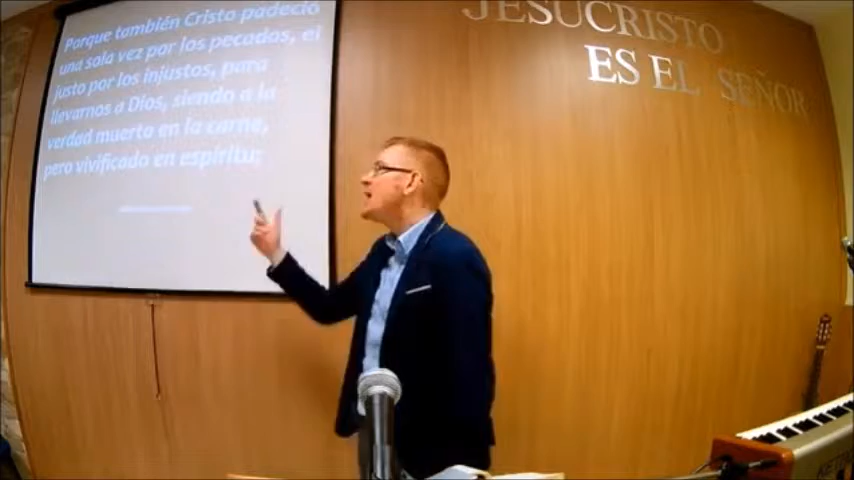 Porque también Cristo padeció
una sola vez por los pecados, el
justo por los injustos, para
llevarnos a Dios, siendo a la
verdad muerto en la carne,
pero vivificado en espíritu;
JESUCRISTO
ES EL SEÑOR